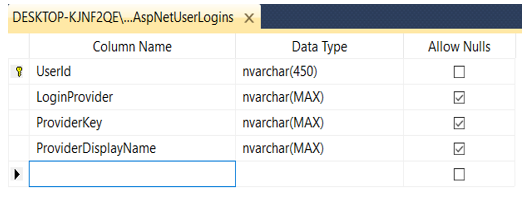 DESKTOP-KJNF2QE\...AspNetUserLogins
Column Name Data Type Allow Nulls
UserId nvarchar(450)
LoginProvider nvarchar(MAX)
ProviderKey nvarchar(MAX)
ProviderDisplayName nvarchar(MAX)